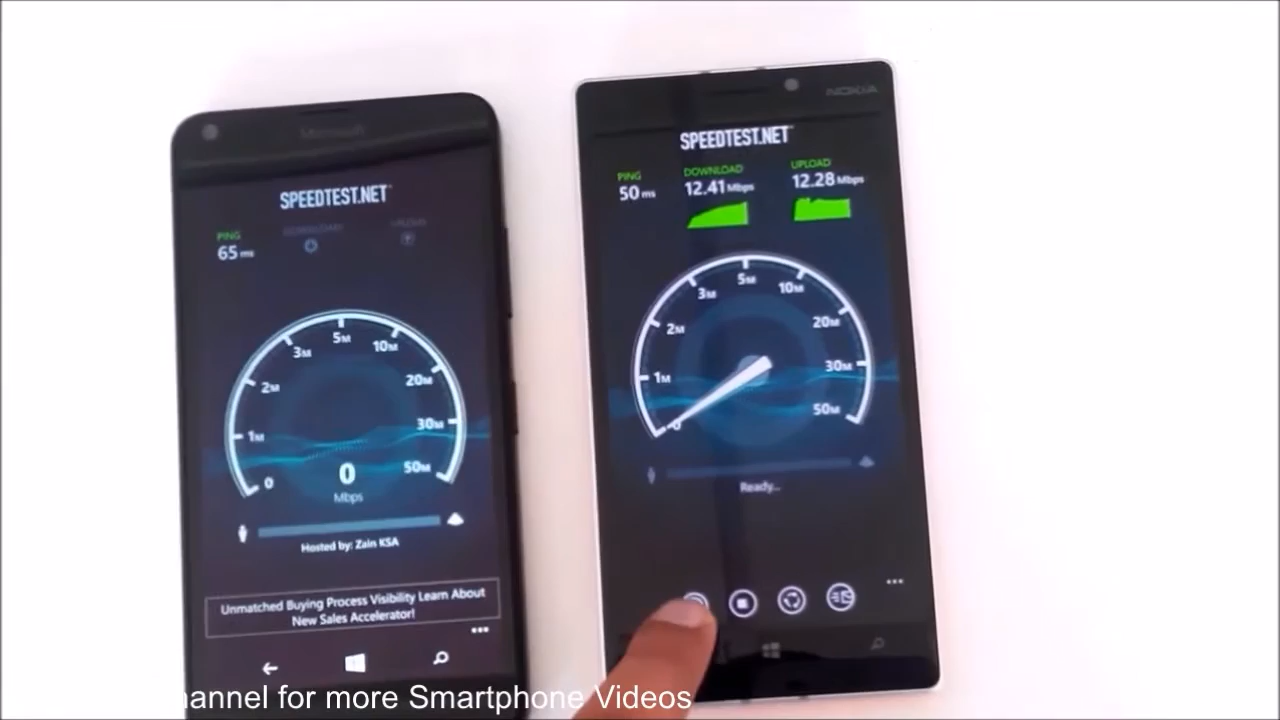 Microsoft
SPEEDTEST.NET
PING
65 ms
DOWNLOAD
UPLOAD
0
1M
2M
3M
5M
10M
20M
30M
50M
0
Mbps
Hosted by: Zain KSA
Unmatched Buying Process Visibility Learn About
New Sales Accelerator!
NOKIA
SPEEDTEST.NET
PING
50 ms
DOWNLOAD
12.41 Mbps
UPLOAD
12.28 Mbps
0
1M
2M
3M
5M
10M
20M
30M
50M
Ready...
hannel for more Smartphone Videos